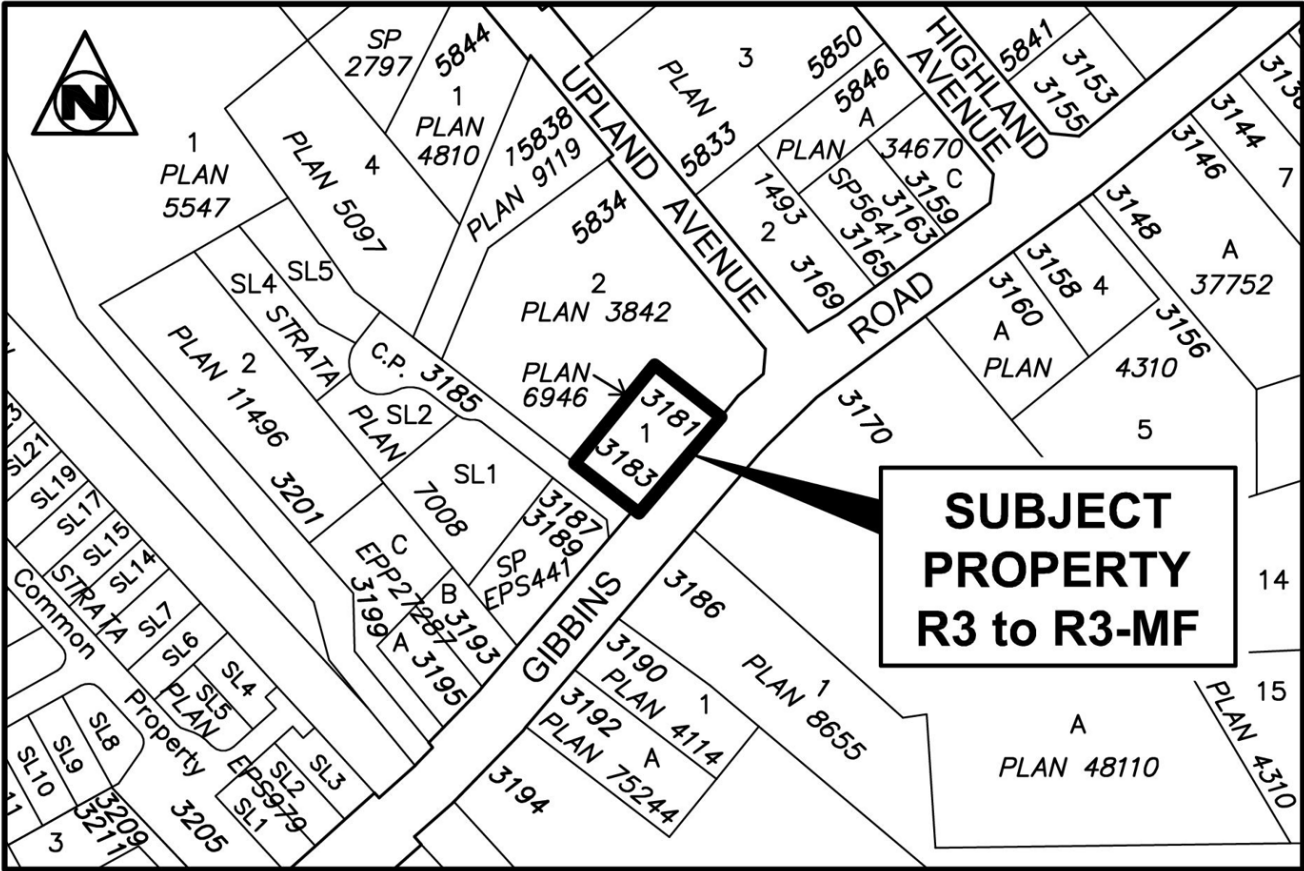 N
SP
2797
5844
1
PLAN
4810
15838
PLAN 9119
UPLAND
AVENUE
3
PLAN
5833
5850
5846
HIGHLAND
AVENUE
5841
3153
3155
A
PLAN
34670
C
3159
3163
SP5641
3165
1493
2
3169
3144
3146
7
3148
A
37752
1
PLAN
5547
PLAN 5097
4
5834
2
PLAN 3842
PLAN
6946
3181
1
3183
ROAD
3158
4
3160
A
PLAN
4310
3156
5
3170
SL5
SL4
STRATA
C.P.
3185
SL2
PLAN
SL1
7008
2
PLAN 11496
3201
3187
3189
SP
EPS441
C
EPP27287
3199
B
3193
A
3195
GIBBINS
SUBJECT
PROPERTY
R3 to R3-MF
14
15
PLAN 4310
3186
1
PLAN 8655
3190
PLAN 4114
1
3192
A
PLAN 75244
3194
A
PLAN 48110
SL21
SL19
SL17
SL15
SL14
STRATA
SL7
SL6
SL4
SL5
PLAN
Common
Property
EPS979
SL3
SL2
SL1
SL8
SL9
SL10
11
3
3209
3211
3205